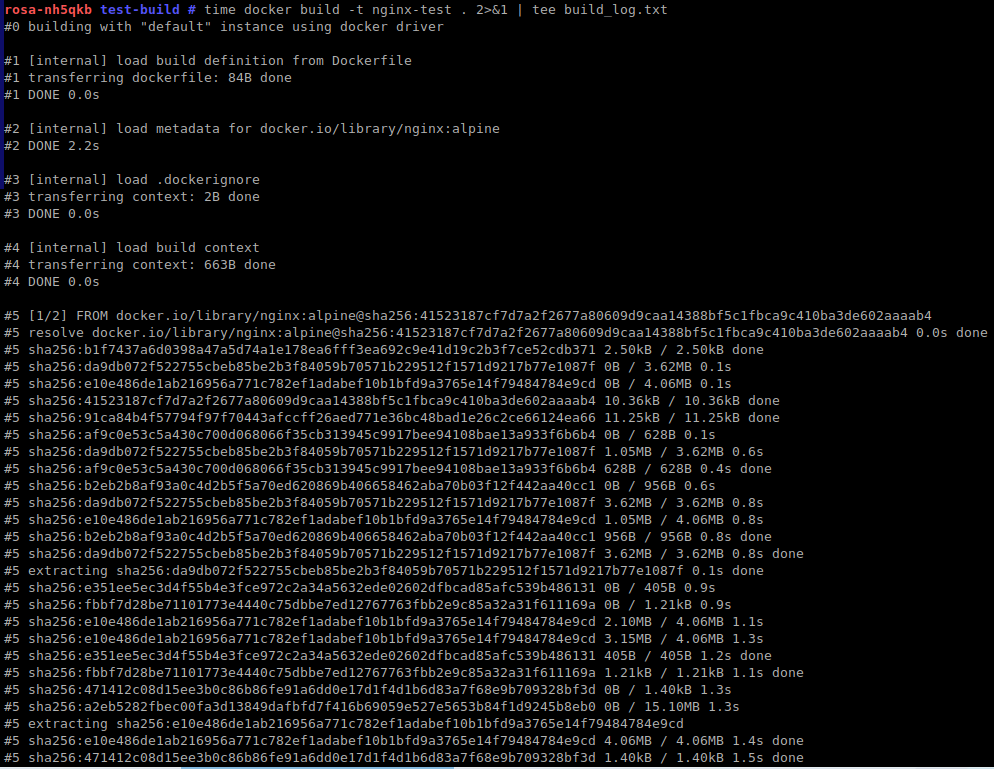 rosa-nh5qkb test-build # time docker build -t nginx-test . 2>&1 | tee build_log.txt
#0 building with "default" instance using docker driver
#1 [internal] load build definition from Dockerfile
#1 transferring dockerfile: 84B done
#1 DONE 0.0s
#2 [internal] load metadata for docker.io/library/nginx:alpine
#2 DONE 2.2s
#3 [internal] load .dockerignore
#3 transferring context: 2B done
#3 DONE 0.0s
#4 [internal] load build context
#4 transferring context: 663B done
#4 DONE 0.0s
#5 [1/2] FROM docker.io/library/nginx:alpine@sha256:41523187cf7d7a2f2677a80609d9caa14388bf5c1fbca9c410ba3de602aaaab4
#5 resolve docker.io/library/nginx:alpine@sha256:41523187cf7d7a2f2677a80609d9caa14388bf5c1fbca9c410ba3de602aaaab4 0.0s done
#5 sha256:b1f7437a6d0398a47a5d74a1e178ea6fff3ea692c9e41d19c2b3f7ce52cdb371 2.50kB / 2.50kB done
#5 sha256:da9db072f522755cbeb85be2b3f84059b70571b229512f1571d9217b77e1087f 0B / 3.62MB 0.1s
#5 sha256:e10e486de1ab216956a771c782ef1adabef10b1bfd9a3765e14f79484784e9cd 0B / 4.06MB 0.1s
#5 sha256:41523187cf7d7a2f2677a80609d9caa14388bf5c1fbca9c410ba3de602aaaab4 10.36kB / 10.36kB done
#5 sha256:91ca84b4f57794f97f70443afccff26aed771e36bc48bad1e26c2ce66124ea66 11.25kB / 11.25kB done
#5 sha256:af9c0e53c5a430c700d068066f35cb313945c9917bee94108bae13a933f6b6b4 0B / 628B 0.1s
#5 sha256:da9db072f522755cbeb85be2b3f84059b70571b229512f1571d9217b77e1087f 1.05MB / 3.62MB 0.6s
#5 sha256:af9c0e53c5a430c700d068066f35cb313945c9917bee94108bae13a933f6b6b4 628B / 628B 0.4s done
#5 sha256:b2eb2b8af93a0c4d2b5f5a70ed620869b406658462aba70b03f12f442aa40cc1 0B / 956B 0.6s
#5 sha256:da9db072f522755cbeb85be2b3f84059b70571b229512f1571d9217b77e1087f 3.62MB / 3.62MB 0.8s
#5 sha256:e10e486de1ab216956a771c782ef1adabef10b1bfd9a3765e14f79484784e9cd 1.05MB / 4.06MB 0.8s
#5 sha256:b2eb2b8af93a0c4d2b5f5a70ed620869b406658462aba70b03f12f442aa40cc1 956B / 956B 0.8s done
#5 sha256:da9db072f522755cbeb85be2b3f84059b70571b229512f1571d9217b77e1087f 3.62MB / 3.62MB 0.8s done
#5 extracting sha256:da9db072f522755cbeb85be2b3f84059b70571b229512f1571d9217b77e1087f 0.1s done
#5 sha256:e351ee5ec3d4f55b4e3fce972c2a34a5632ede02602dfbcad85afc539b486131 0B / 405B 0.9s
#5 sha256:fbbf7d28be71101773e4440c75dbbe7ed12767763fbb2e9c85a32a31f611169a 0B / 1.21kB 0.9s
#5 sha256:e10e486de1ab216956a771c782ef1adabef10b1bfd9a3765e14f79484784e9cd 2.10MB / 4.06MB 1.1s
#5 sha256:e10e486de1ab216956a771c782ef1adabef10b1bfd9a3765e14f79484784e9cd 3.15MB / 4.06MB 1.3s
#5 sha256:e351ee5ec3d4f55b4e3fce972c2a34a5632ede02602dfbcad85afc539b486131 405B / 405B 1.2s done
#5 sha256:fbbf7d28be71101773e4440c75dbbe7ed12767763fbb2e9c85a32a31f611169a 1.21kB / 1.21kB 1.1s done
#5 sha256:471412c08d15ee3b0c86b86fe91a6dd0e17d1f4d1b6d83a7f68e9b709328bf3d 0B / 1.40kB 1.3s
#5 sha256:a2eb5282fbec00fa3d13849dafbfd7f416b69059e527e5653b84f1d9245b8eb0 0B / 15.10MB 1.3s
#5 extracting sha256:e10e486de1ab216956a771c782ef1adabef10b1bfd9a3765e14f79484784e9cd
#5 sha256:e10e486de1ab216956a771c782ef1adabef10b1bfd9a3765e14f79484784e9cd 4.06MB / 4.06MB 1.4s done
#5 sha256:471412c08d15ee3b0c86b86fe91a6dd0e17d1f4d1b6d83a7f68e9b709328bf3d 1.40kB / 1.40kB 1.5s done